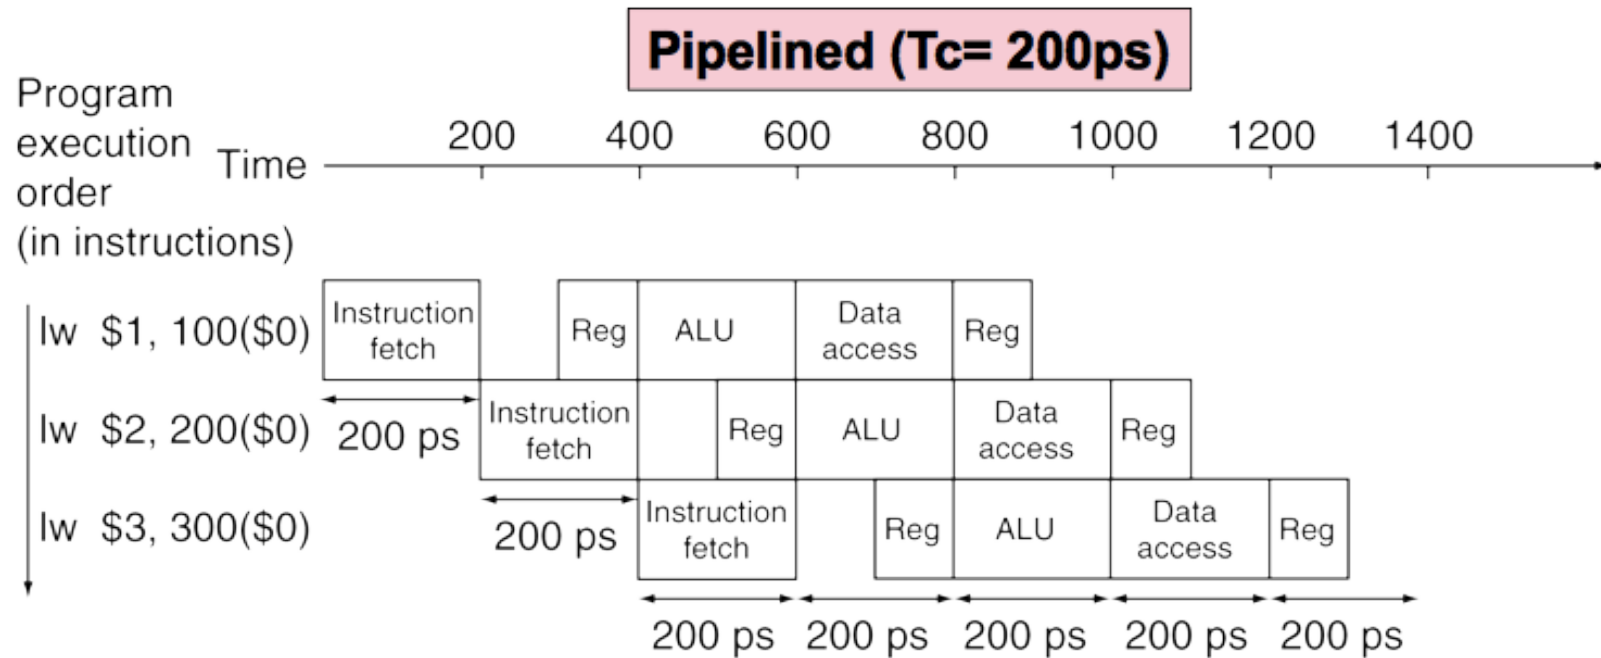 Pipelined (Tc= 200ps)
Program
execution
order
(in instructions)
Time
200 400 600 800 1000 1200 1400
lw $1, 100($0)
Instruction
fetch
Reg
ALU
Data
access
Reg
200 ps
lw $2, 200($0)
Instruction
fetch
Reg
ALU
Data
access
Reg
200 ps
lw $3, 300($0)
Instruction
fetch
Reg
ALU
Data
access
Reg
200 ps 200 ps 200 ps 200 ps 200 ps